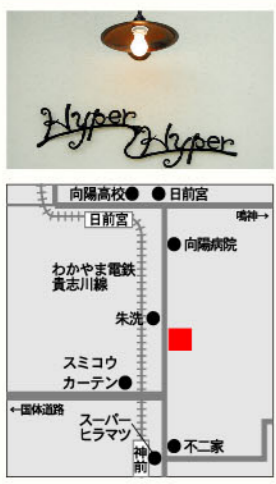 Hyper
Hyper
向陽高校● ●日前宮
日前宮
鳴神→
●向陽病院
わかやま電鉄
貴志川線
朱洗●
スミコウ
カーテン●
←国体道路
スーパー
ヒラマツ
神前
●不二家